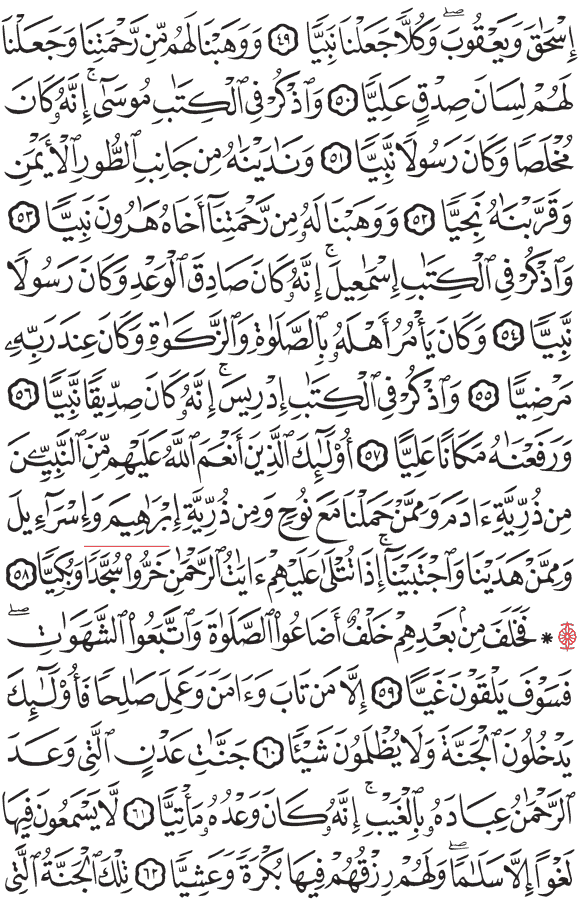 إِسْحَٰقَ وَيَعْقُوبَۖ وَكُلّٗا جَعَلْنَا نَبِيّٗا ٤٩ وَوَهَبْنَا لَهُم مِّن رَّحْمَتِنَا وَجَعَلْنَا
لَهُمْ لِسَانَ صِدْقٍ عَلِيّٗا ٥٠ وَٱذْكُرْ فِي ٱلْكِتَٰبِ مُوسَىٰٓۚ إِنَّهُۥ كَانَ
مُخْلَصٗا وَكَانَ رَسُولٗا نَّبِيّٗا ٥١ وَنَٰدَيْنَٰهُ مِن جَانِبِ ٱلطُّورِ ٱلْأَيْمَنِ
وَقَرَّبْنَٰهُ نَجِيّٗا ٥٢ وَوَهَبْنَا لَهُۥ مِن رَّحْمَتِنَآ أَخَاهُ هَٰرُونَ نَبِيّٗا ٥٣
وَٱذْكُرْ فِي ٱلْكِتَٰبِ إِسْمَٰعِيلَۚ إِنَّهُۥ كَانَ صَادِقَ ٱلْوَعْدِ وَكَانَ رَسُولٗا
نَّبِيّٗا ٥٤ وَكَانَ يَأْمُرُ أَهْلَهُۥ بِٱلصَّلَوٰةِ وَٱلزَّكَوٰةِ وَكَانَ عِندَ رَبِّهِۦ
مَرْضِيّٗا ٥٥ وَٱذْكُرْ فِي ٱلْكِتَٰبِ إِدْرِيسَۚ إِنَّهُۥ كَانَ صِدِّيقٗا نَّبِيّٗا ٥٦
وَرَفَعْنَٰهُ مَكَانًا عَلِيًّا ٥٧ أُوْلَٰٓئِكَ ٱلَّذِينَ أَنْعَمَ ٱللَّهُ عَلَيْهِم مِّنَ ٱلنَّبِيِّۧنَ
مِن ذُرِّيَّةِ ءَادَمَ وَمِمَّنْ حَمَلْنَا مَعَ نُوحٖ وَمِن ذُرِّيَّةِ إِبْرَٰهِيمَ وَإِسْرَٰٓءِيلَ
وَمِمَّنْ هَدَيْنَا وَٱجْتَبَيْنَآۚ إِذَا تُتْلَىٰ عَلَيْهِمْ ءَايَٰتُ ٱلرَّحْمَٰنِ خَرُّواْ سُجَّدٗا وَبُكِيّٗا ٥٨
۞ * فَخَلَفَ مِنۢ بَعْدِهِمْ خَلْفٌ أَضَاعُواْ ٱلصَّلَوٰةَ وَٱتَّبَعُواْ ٱلشَّهَوَٰتِۖ
فَسَوْفَ يَلْقَوْنَ غَيًّا ٥٩ إِلَّا مَن تَابَ وَءَامَنَ وَعَمِلَ صَٰلِحٗا فَأُوْلَٰٓئِكَ
يَدْخُلُونَ ٱلْجَنَّةَ وَلَا يُظْلَمُونَ شَيْـٔٗا ٦٠ جَنَّٰتِ عَدْنٍ ٱلَّتِي وَعَدَ
ٱلرَّحْمَٰنُ عِبَادَهُۥ بِٱلْغَيْبِۚ إِنَّهُۥ كَانَ وَعْدُهُۥ مَأْتِيّٗا ٦١ لَّا يَسْمَعُونَ فِيهَا
لَغْوًا إِلَّا سَلَٰمٗاۖ وَلَهُمْ رِزْقُهُمْ فِيهَا بُكْرَةٗ وَعَشِيّٗا ٦٢ تِلْكَ ٱلْجَنَّةُ ٱلَّتِي